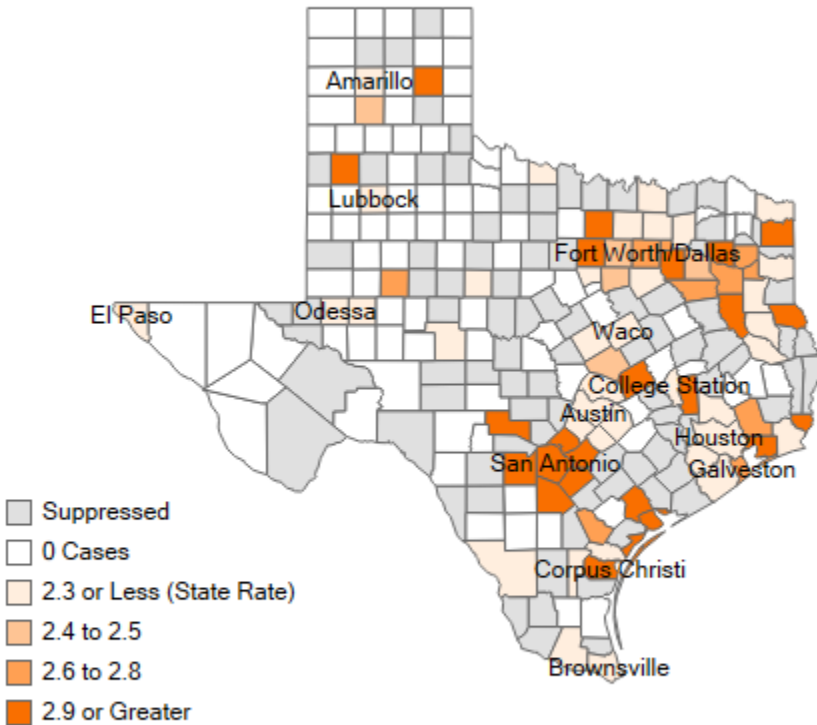 Amarillo
Lubbock
Fort Worth/Dallas
El Paso
Odessa
Waco
College Station
Austin
Houston
San Antonio
Galveston
Suppressed
0 Cases
Corpus Christi
2.3 or Less (State Rate)
2.4 to 2.5
Brownsville
2.6 to 2.8
2.9 or Greater